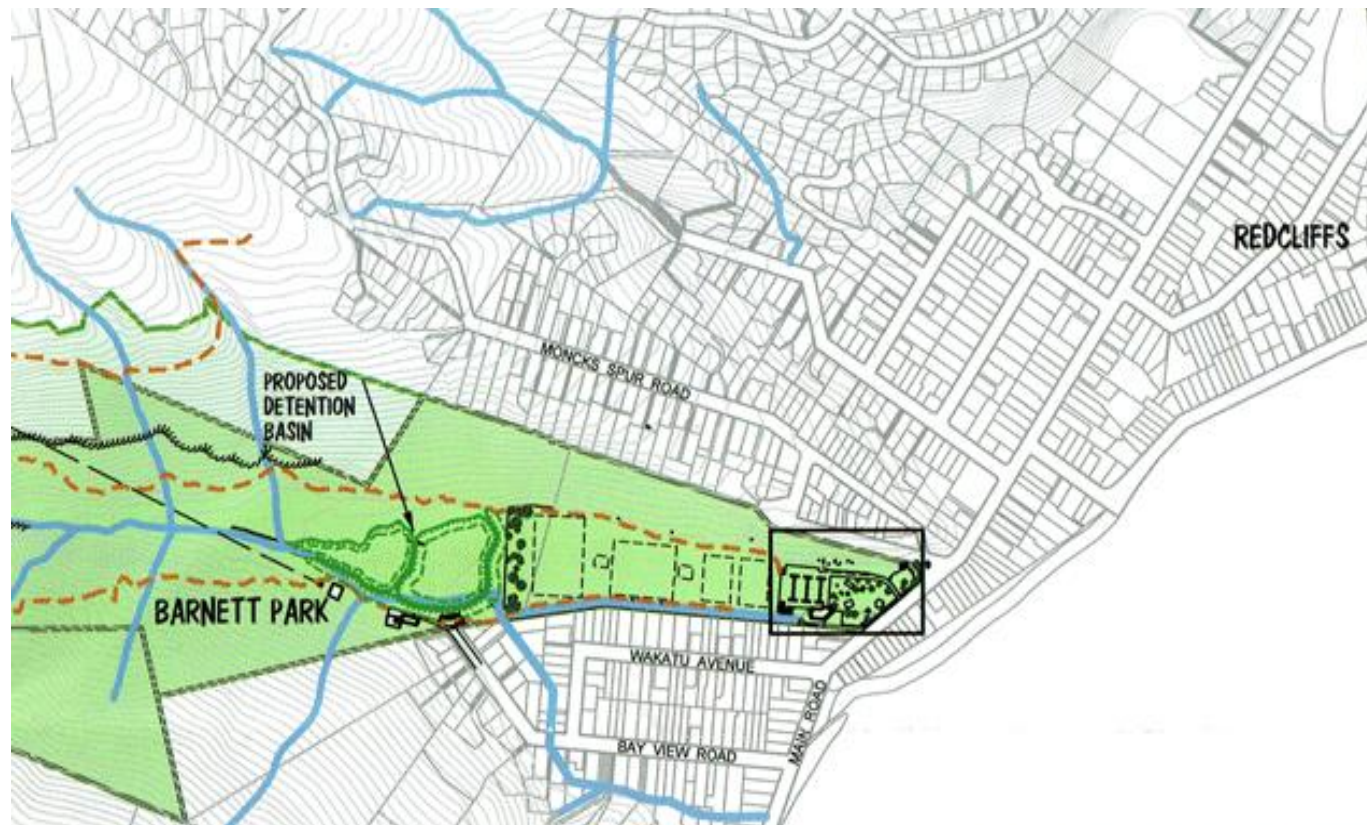 REDCLIFFS
MONCKS SPUR ROAD
PROPOSED
DETENTION
BASIN
BARNETT PARK
WAKATU AVENUE
MAIN ROAD
BAY VIEW ROAD